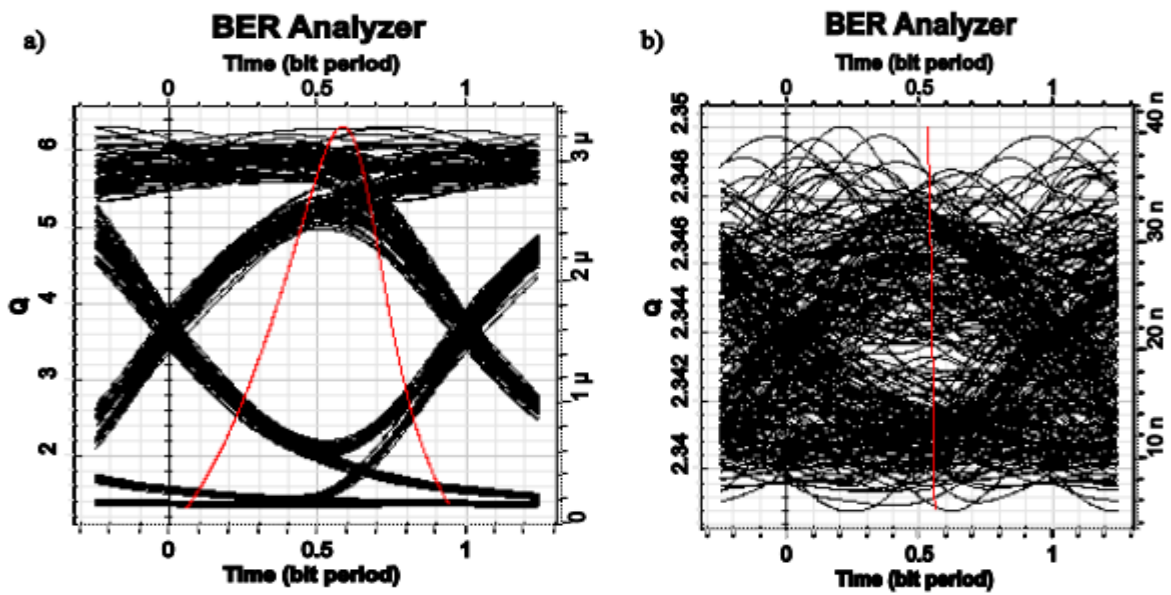 a)
BER Analyzer
Time (bit period)
0 0.5 1
6
5
4
3
2
Q
3 µ
2 µ
1 µ
0
0 0.5 1
Time (bit period)
b)
BER Analyzer
Time (bit period)
0 0.5 1
2.35
2.348
2.346
2.344
2.342
2.34
Q
40 n
30 n
20 n
10 n
0 0.5 1
Time (bit period)